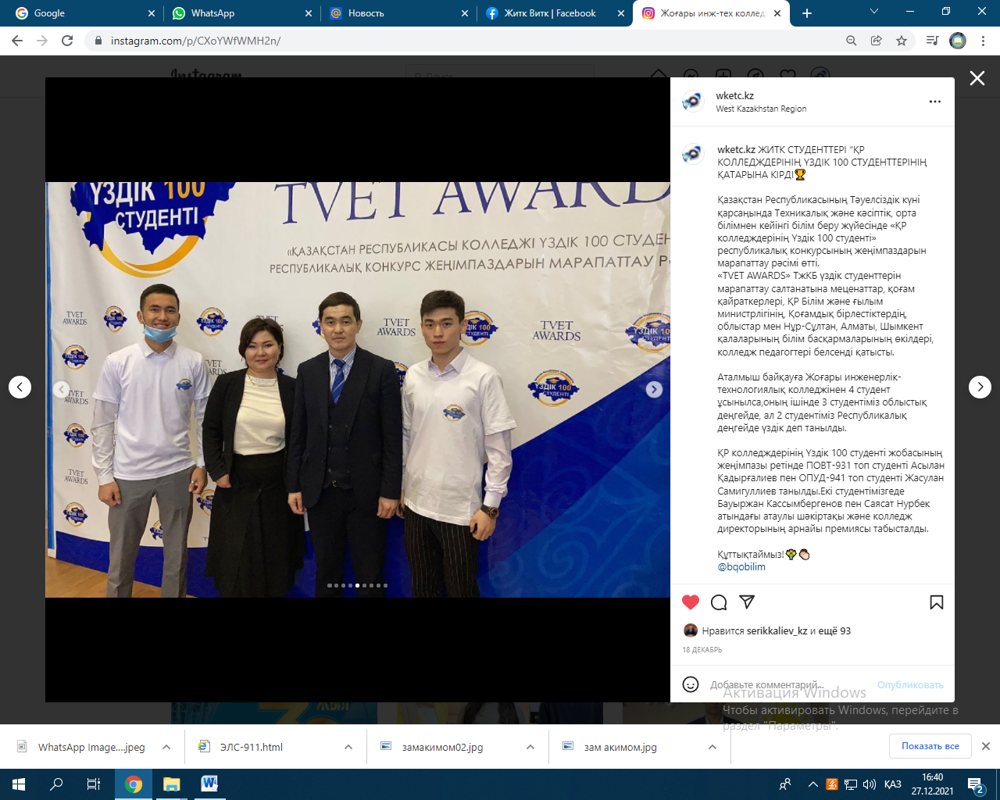 Google
WhatsApp
Новость
Житк Витк | Facebook
Жоғары инж-тех коллед
instagram.com/p/CXoYWfWMH2n/
Instagram
Поиск
wketc.kz
West Kazakhstan Region
wketc.kz ЖИТК СТУДЕНТТЕРІ “ҚР
КОЛЛЕДЖДЕРІНІҢ ҮЗДІК 100 СТУДЕНТТЕРІНІҢ
ҚАТАРЫНА КІРДІ🏆
Қазақстан Республикасының Тәуелсіздік күні
қарсаңында Техникалық және кәсіптік, орта
білімнен кейінгі білім беру жүйесінде «ҚР
колледждерінің Үздік 100 студенті»
республикалық конкурсының жеңімпаздарын
марапаттау рәсімі өтті.
«TVET AWARDS» ТжКБ үздік студенттерін
марапаттау салтанатына меценаттар, қоғам
қайраткерлері, ҚР Білім және ғылым
министрлігінің, Қоғамдық бірлестіктердің,
облыстар мен Нұр-Сұлтан, Алматы, Шымкент
қалаларының білім басқармаларының өкілдері,
колледж педагогтері белсенді қатысты.
Аталмыш байқауға Жоғары инженерлік-
технологиялық колледжінен 4 студент
ұсынылса,оның ішінде 3 студентіміз облыстық
деңгейде, ал 2 студентіміз Республикалық
деңгейде үздік деп танылды.
ҚР колледждерінің Үздік 100 студенті жобасының
жеңімпазы ретінде ПОВТ-931 топ студенті Асылан
Қадырғалиев пен ОПУД-941 топ студенті Жасулан
Самигуллиев танылды.Екі студентімізгеде
Бауыржан Кассымбергенов пен Саясат Нурбек
атындағы атаулы шәкіртақы және колледж
директорының арнайы премиясы табысталды.
Құттықтаймыз!💐👏
@bqobilim
Нравится serikkaliev_kz и ещё 93
18 ДЕКАБРЬ
Добавьте комментарий...
Опубликовать
ҮЗДІК 100
СТУДЕНТІ
TVET AWARD
«ҚАЗАҚСТАН РЕСПУБЛИКАСЫ КОЛЛЕДЖІ ҮЗДІК 100 СТУДЕН
РЕСПУБЛИКАЛЫҚ КОНКУРС ЖЕҢІМПАЗДАРЫН МАРАПАТТАУ Р
TVET
AWARDS
TVET
AWARDS
TVET
AWARDS
ҮЗДІК 100
СТУДЕНТІ
TVET
AWARDS
Активация Windows
Чтобы активировать Windows, перейдите в
раздел "Параметры".
WhatsApp Image....jpeg
ЭЛС-911.html
замакимом02.jpg
зам акимом.jpg
Показать все
ҚАЗ
16:40
27.12.2021
2